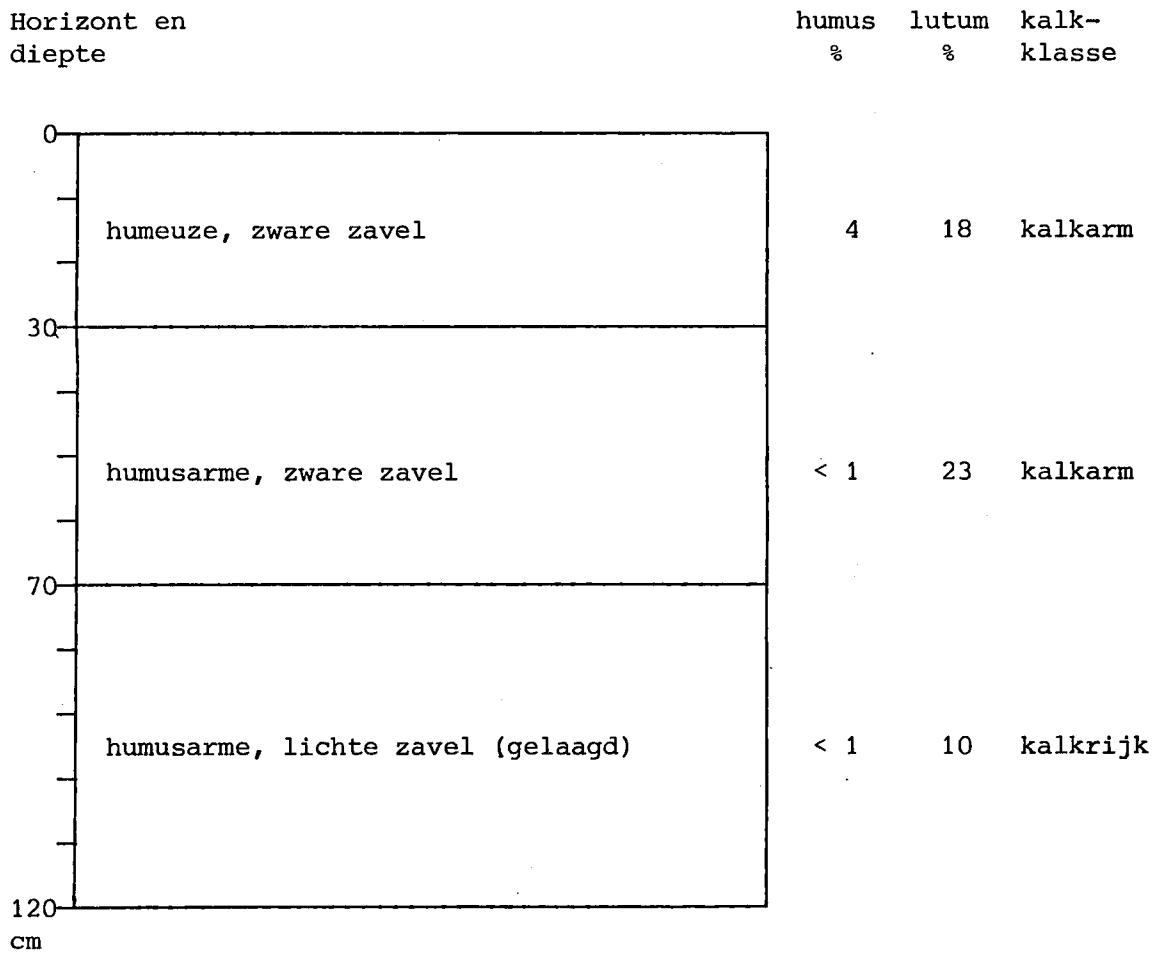 Horizont en humus lutum kalk-
diepte % % klasse
0
humeuze, zware zavel 4 18 kalkarm
30
humusarme, zware zavel < 1 23 kalkarm
70
humusarme, lichte zavel (gelaagd) < 1 10 kalkrijk
120
cm